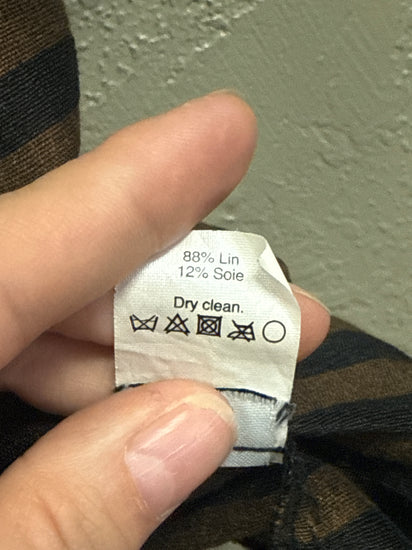 88% Lin
12% Soie
Dry clean.